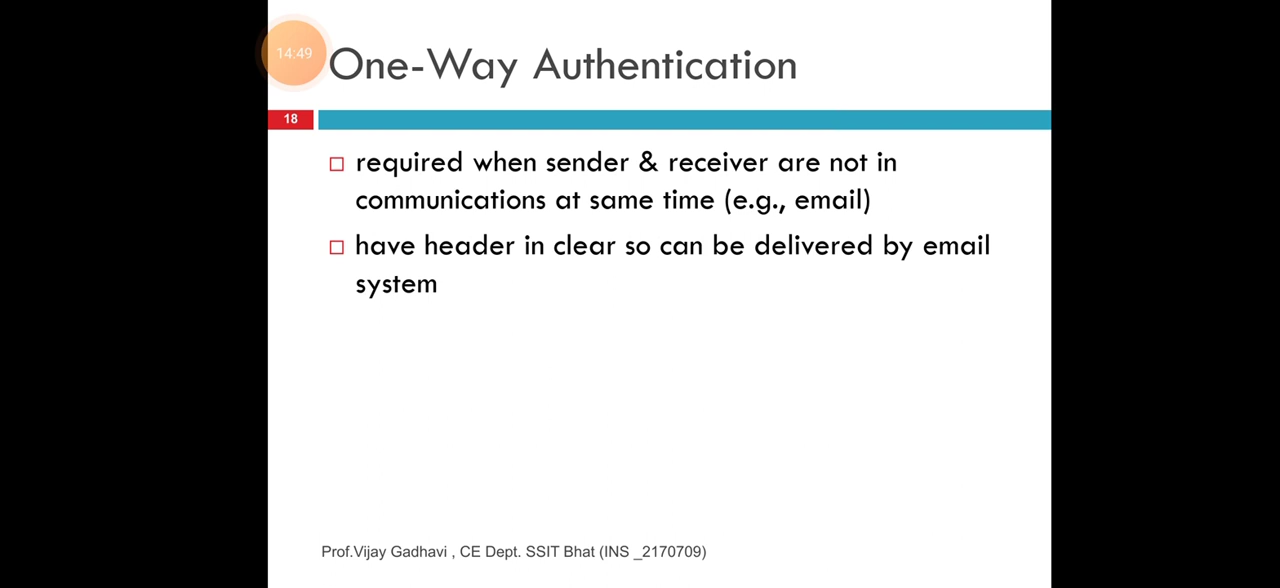 14:49
One-Way Authentication
18
required when sender & receiver are not in
communications at same time (e.g., email)
have header in clear so can be delivered by email
system
Prof.Vijay Gadhavi , CE Dept. SSIT Bhat (INS _2170709)